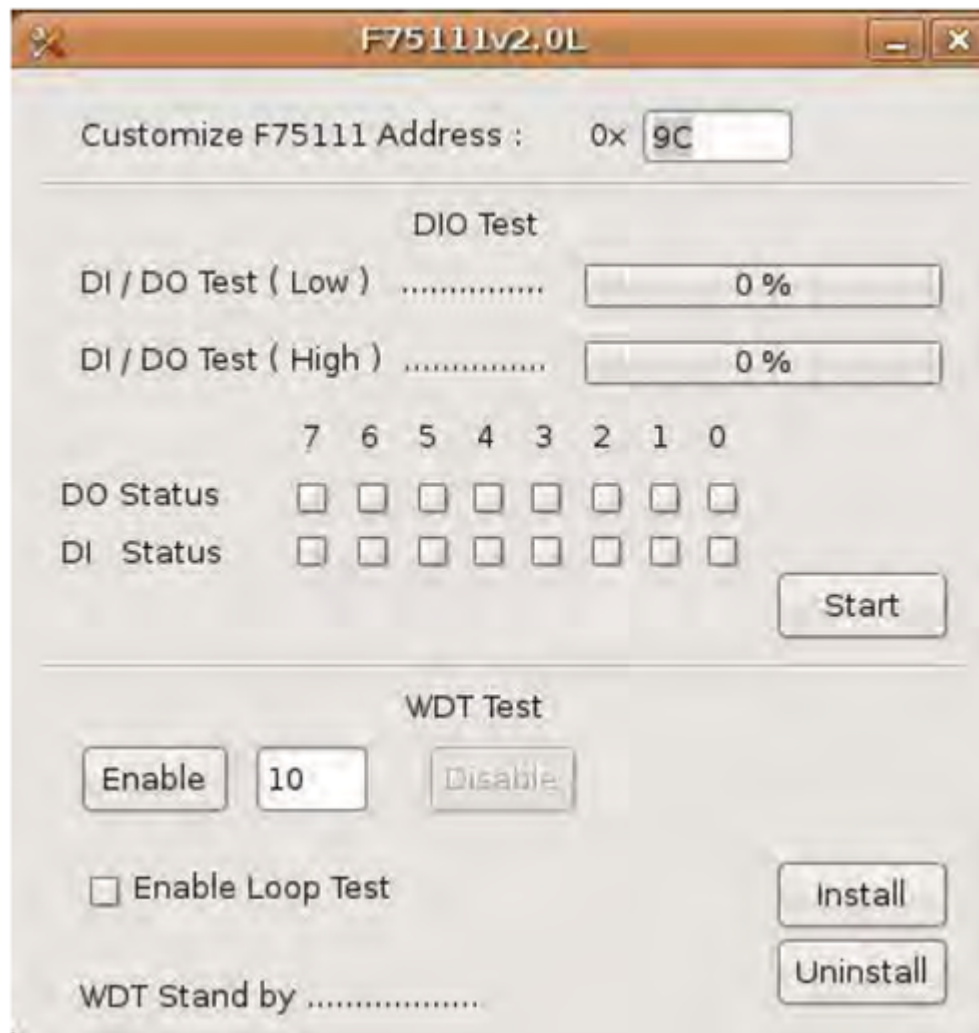 F75111v2.0L
Customize F75111 Address : 0x 9C
DIO Test
DI / DO Test ( Low ) ............... 0 %
DI / DO Test ( High ) ............... 0 %
7 6 5 4 3 2 1 0
DO Status
DI Status
Start
WDT Test
Enable 10 Disable
Enable Loop Test
Install
Uninstall
WDT Stand by ..................